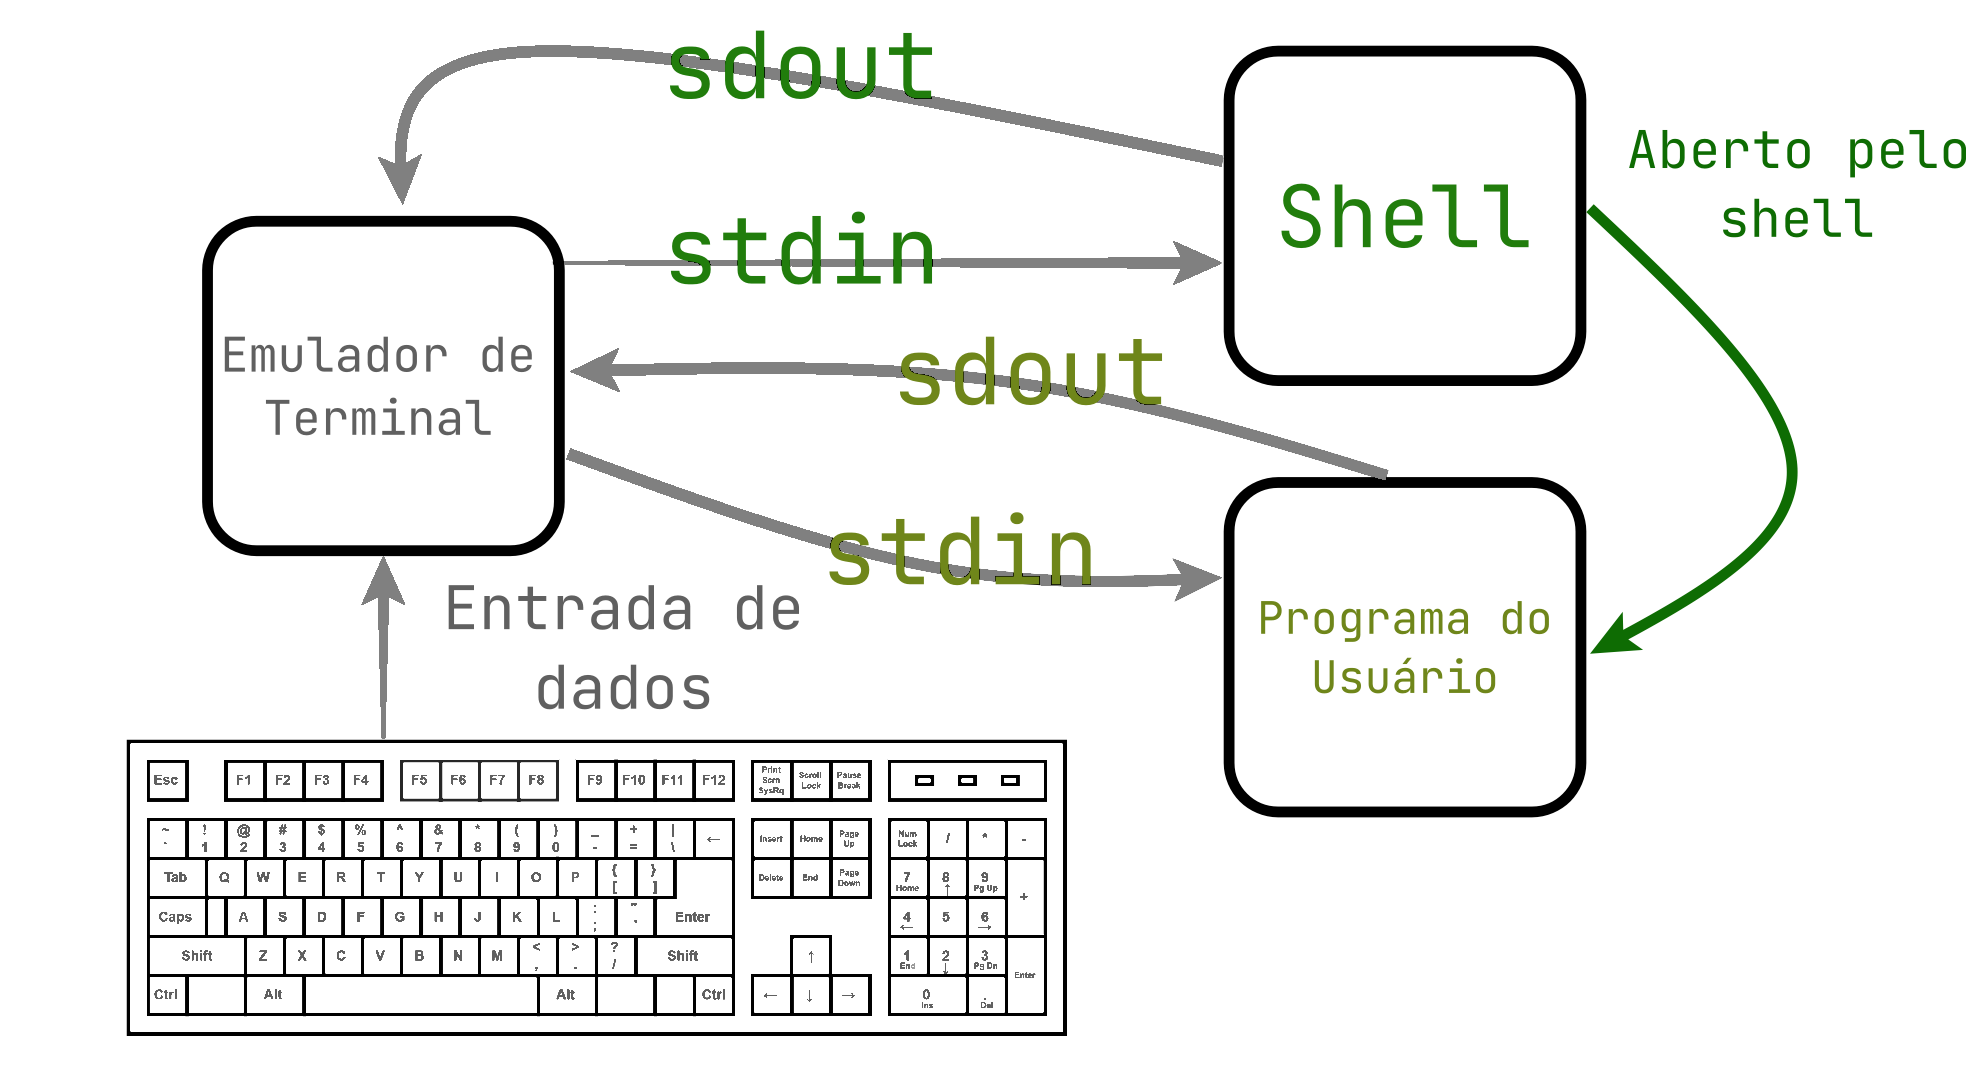 sdout
Aberto pelo
shell
Shell
stdin
Emulador de
Terminal
sdout
stdin
Programa do
Usuário
Entrada de
dados
Esc F1 F2 F3 F4 F5 F6 F7 F8 F9 F10 F11 F12 Print Scrn SysRq Scroll Lock Pause Break
~ ! @ # $ % ^ & * ( ) _ + |
` 1 2 3 4 5 6 7 8 9 0 - = \ ← Insert Home Page Up Num Lock / * -
Tab Q W E R T Y U I O P { [ } ] Delete End Page Down 7 Home 8 ↑ 9 Pg Up +
Caps A S D F G H J K L : ; " ' Enter 4 ← 5 6 →
Shift Z X C V B N M < , > . ? / Shift ↑ 1 End 2 ↓ 3 Pg Dn Enter
Ctrl Alt Alt Ctrl ← ↓ → 0 Ins . Del